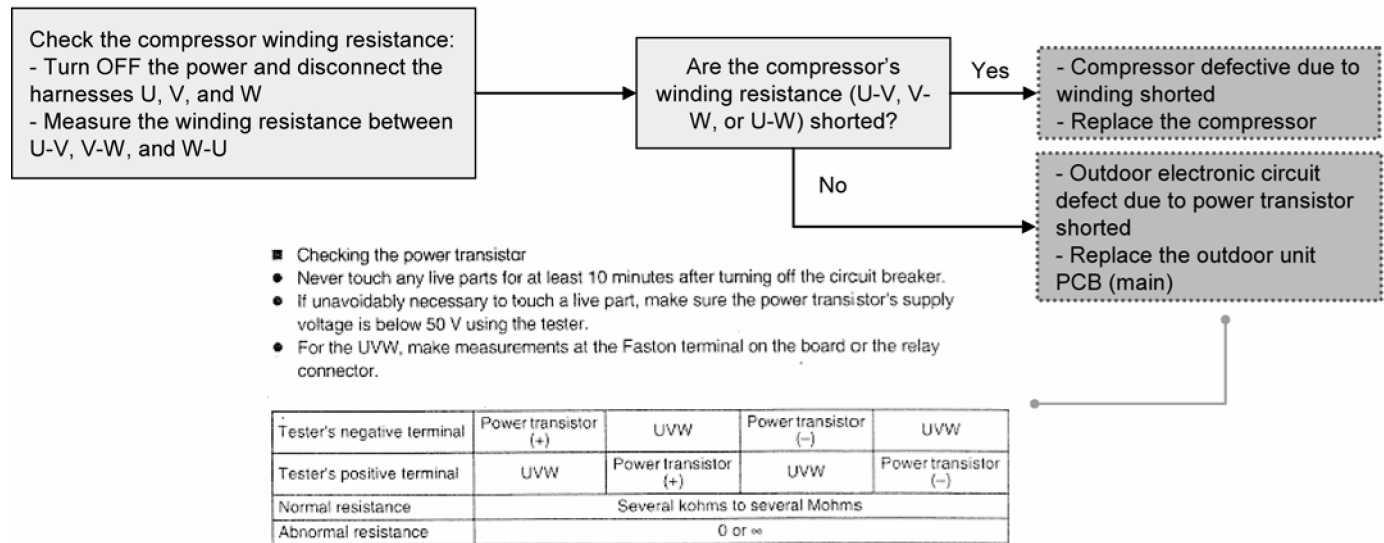 Check the compressor winding resistance:
- Turn OFF the power and disconnect the
harnesses U, V, and W
- Measure the winding resistance between
U-V, V-W, and W-U
Are the compressor's
winding resistance (U-V, V-
W, or U-W) shorted?
Yes
- Compressor defective due to
winding shorted
- Replace the compressor
No
- Outdoor electronic circuit
defect due to power transistor
shorted
- Replace the outdoor unit
PCB (main)
■ Checking the power transistor
● Never touch any live parts for at least 10 minutes after turning off the circuit breaker.
● If unavoidably necessary to touch a live part, make sure the power transistor's supply
voltage is below 50 V using the tester.
● For the UVW, make measurements at the Faston terminal on the board or the relay
connector.
Tester's negative terminal Power transistor (+) UVW Power transistor (−) UVW
Tester's positive terminal UVW Power transistor (+) UVW Power transistor (−)
Normal resistance Several kohms to several Mohms
Abnormal resistance 0 or ∞